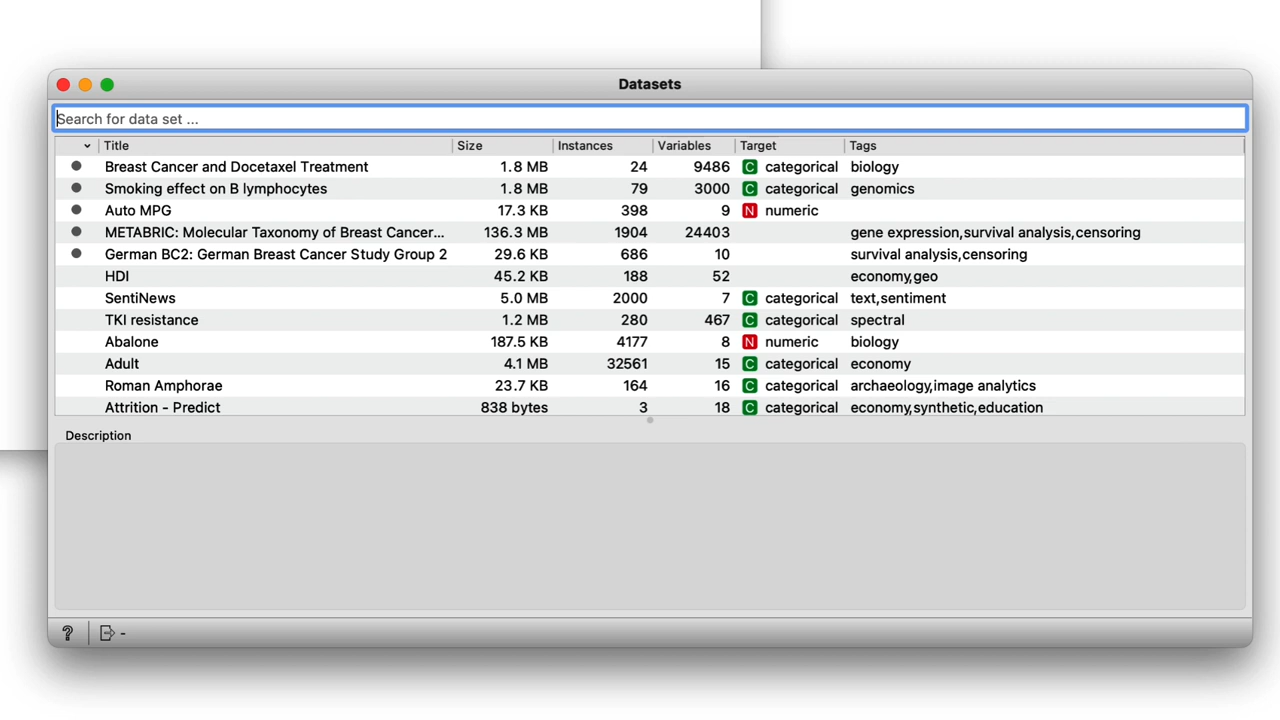 Datasets
Search for data set ...
Title Size Instances Variables Target Tags
Breast Cancer and Docetaxel Treatment 1.8 MB 24 9486 C categorical biology
Smoking effect on B lymphocytes 1.8 MB 79 3000 C categorical genomics
Auto MPG 17.3 KB 398 9 N numeric
METABRIC: Molecular Taxonomy of Breast Cancer... 136.3 MB 1904 24403 gene expression,survival analysis,censoring
German BC2: German Breast Cancer Study Group 2 29.6 KB 686 10 survival analysis,censoring
HDI 45.2 KB 188 52 economy,geo
SentiNews 5.0 MB 2000 7 C categorical text,sentiment
TKI resistance 1.2 MB 280 467 C categorical spectral
Abalone 187.5 KB 4177 8 N numeric biology
Adult 4.1 MB 32561 15 C categorical economy
Roman Amphorae 23.7 KB 164 16 C categorical archaeology,image analytics
Attrition - Predict 838 bytes 3 18 C categorical economy,synthetic,education
Description
? -